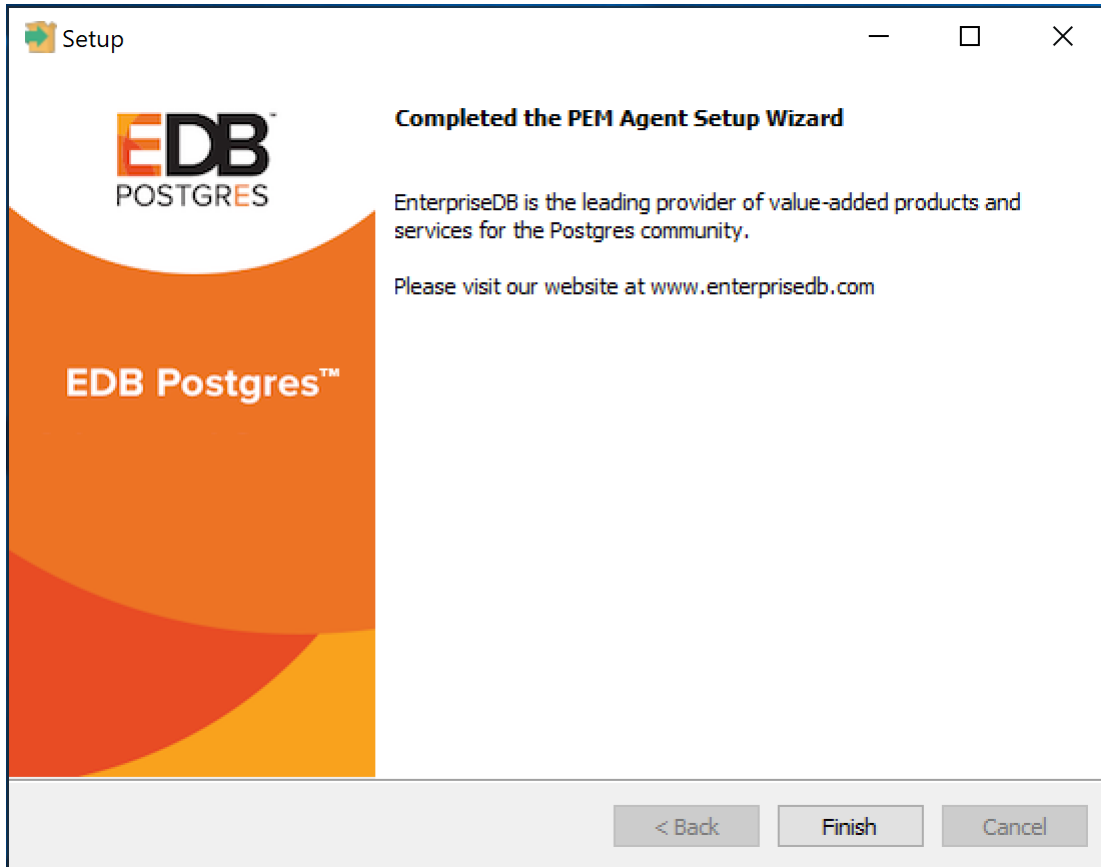 Setup
EDB™
POSTGRES
EDB Postgres™
Completed the PEM Agent Setup Wizard
EnterpriseDB is the leading provider of value-added products and
services for the Postgres community.
Please visit our website at www.enterprisedb.com
< Back
Finish
Cancel